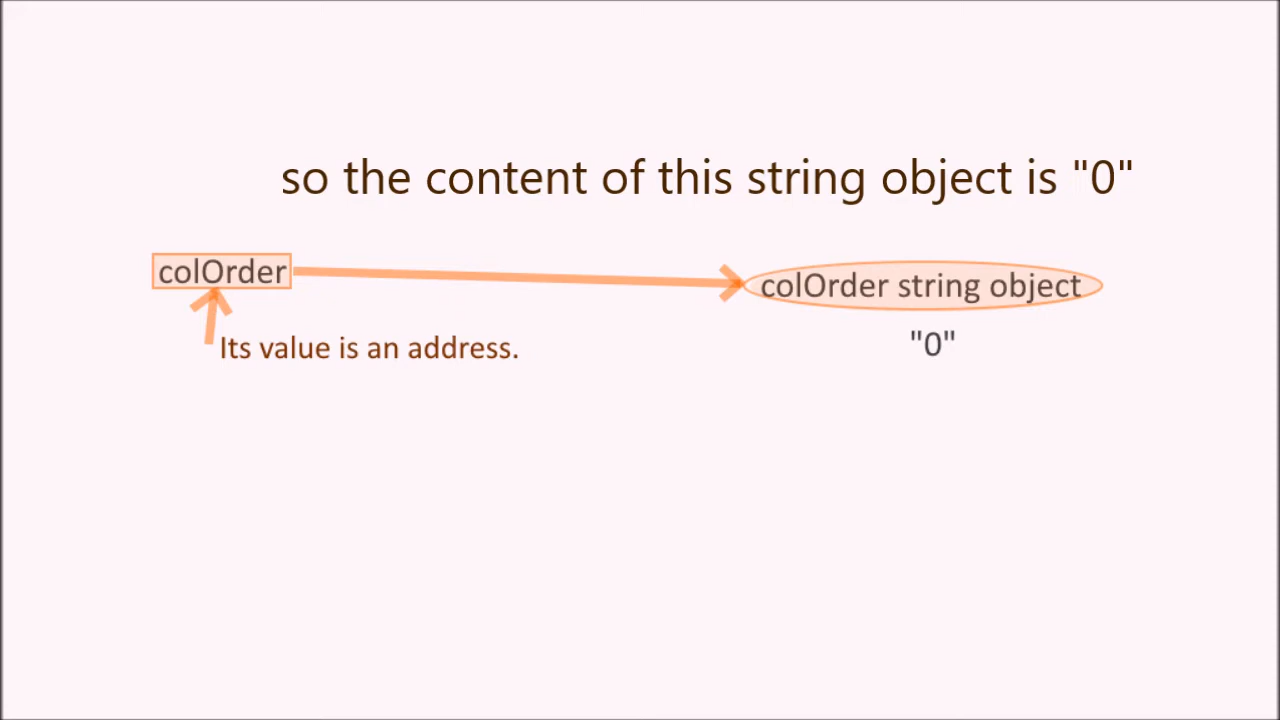 so the content of this string object is "0"
colOrder
colOrder string object
Its value is an address.
"0"